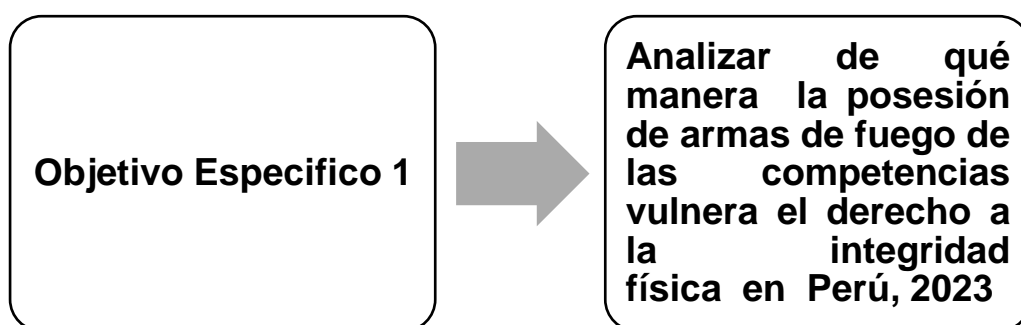 Objetivo Especifico 1
Analizar de qué
manera la posesión
de armas de fuego de
las competencias
vulnera el derecho a
la integridad
física en Perú, 2023